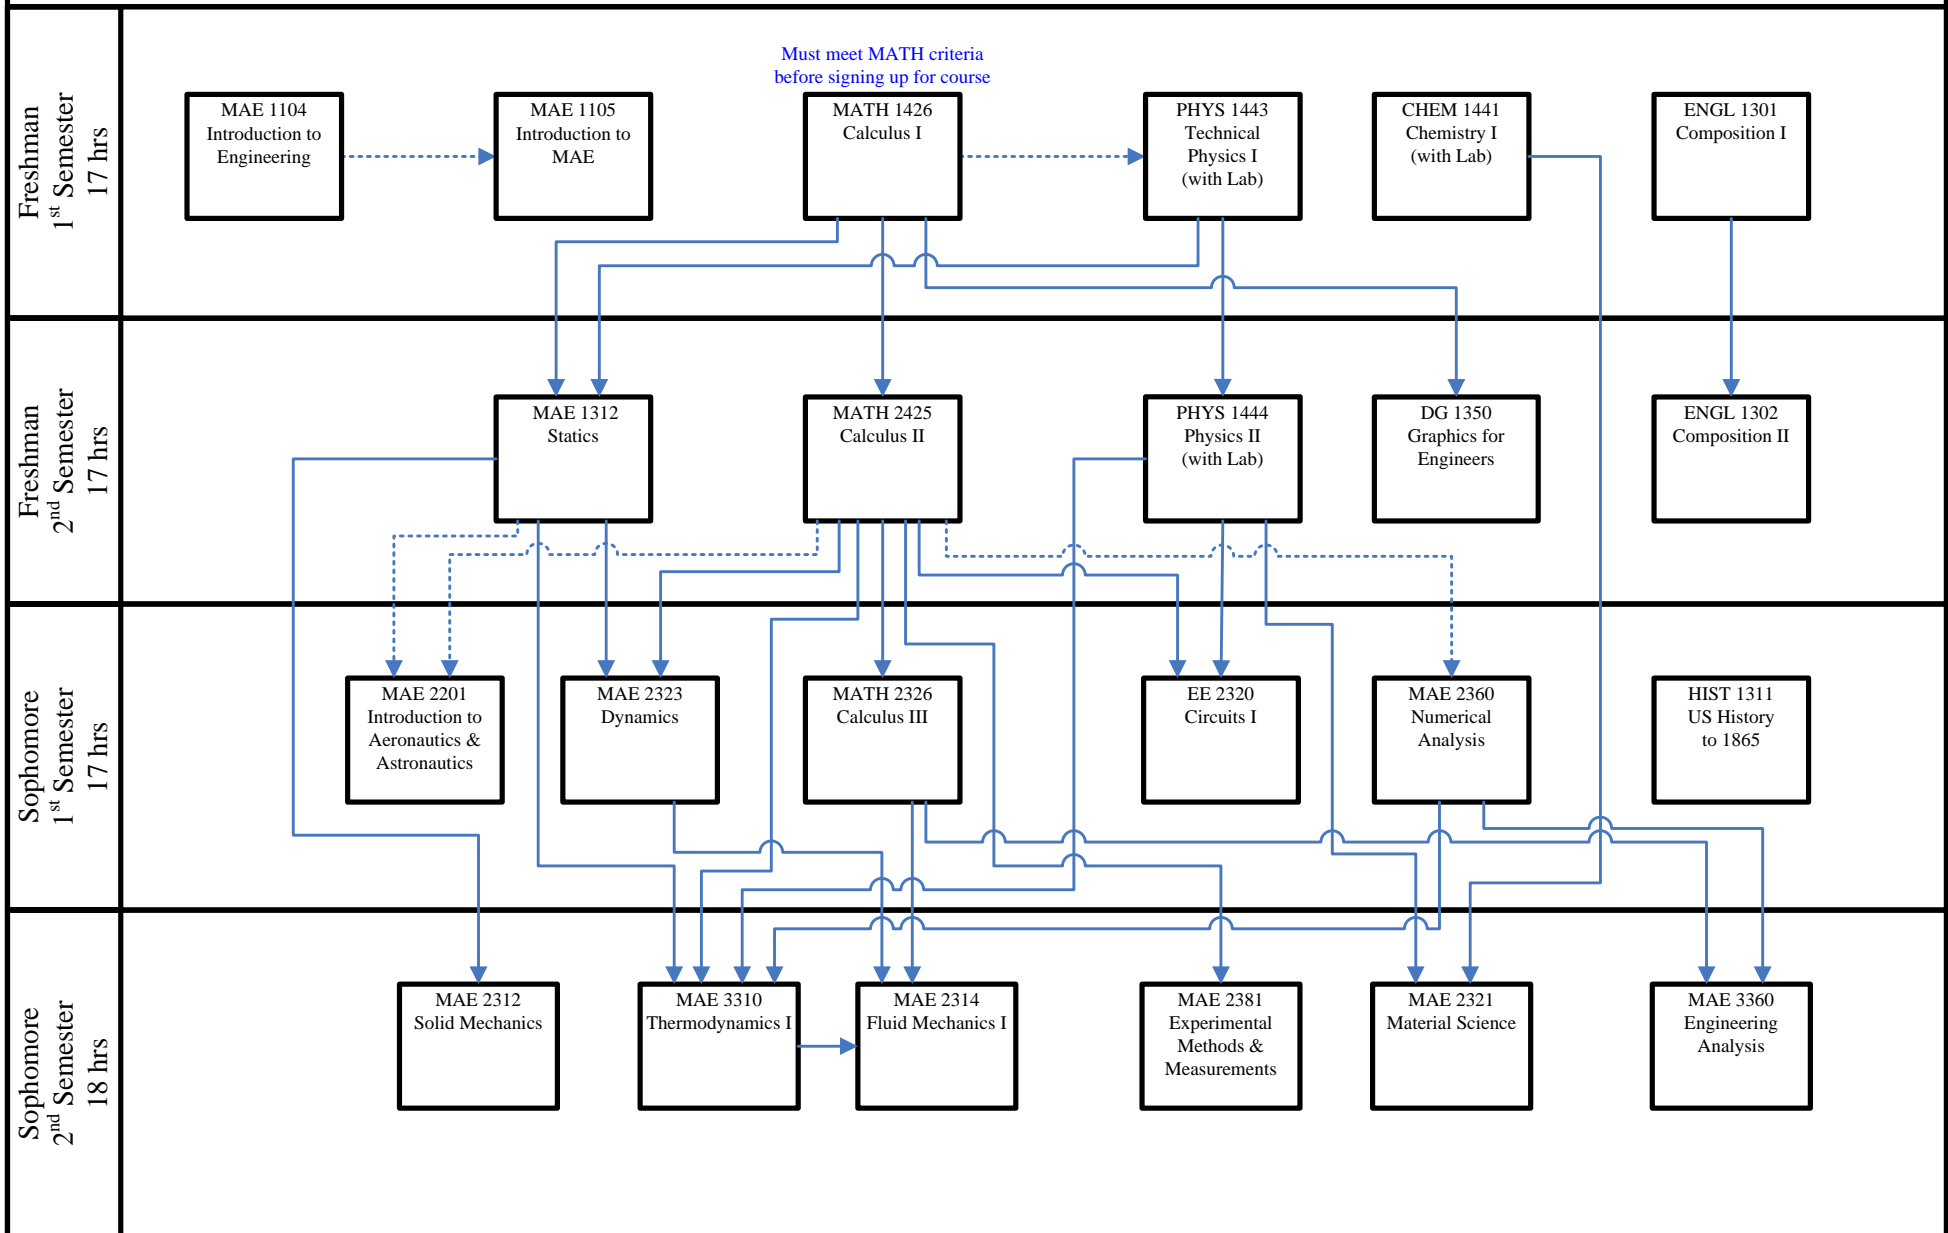 Freshman
1st Semester
17 hrs
Must meet MATH criteria
before signing up for course
MAE 1104
Introduction to
Engineering
MAE 1105
Introduction to
MAE
MATH 1426
Calculus I
PHYS 1443
Technical
Physics I
(with Lab)
CHEM 1441
Chemistry I
(with Lab)
ENGL 1301
Composition I
Freshman
2nd Semester
17 hrs
MAE 1312
Statics
MATH 2425
Calculus II
PHYS 1444
Physics II
(with Lab)
DG 1350
Graphics for
Engineers
ENGL 1302
Composition II
Sophomore
1st Semester
17 hrs
MAE 2201
Introduction to
Aeronautics &
Astronautics
MAE 2323
Dynamics
MATH 2326
Calculus III
EE 2320
Circuits I
MAE 2360
Numerical
Analysis
HIST 1311
US History
to 1865
Sophomore
2nd Semester
18 hrs
MAE 2312
Solid Mechanics
MAE 3310
Thermodynamics I
MAE 2314
Fluid Mechanics I
MAE 2381
Experimental
Methods &
Measurements
MAE 2321
Material Science
MAE 3360
Engineering
Analysis